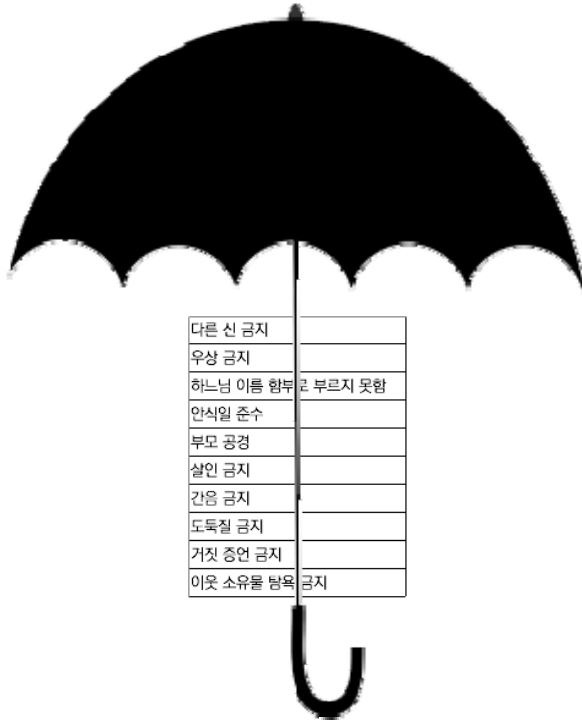 다른 신 금지
우상 금지
하느님 이름 함부로 부르지 못함
안식일 준수
부모 공경
살인 금지
간음 금지
도둑질 금지
거짓 증언 금지
이웃 소유물 탐욕 금지